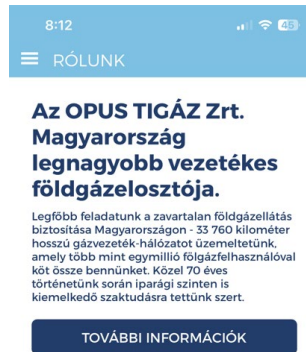 8:12
45
RÓLUNK
Az OPUS TIGÁZ Zrt.
Magyarország
legnagyobb vezetékes
földgázelosztója.
Legfőbb feladatunk a zavartalan földgázellátás
biztosítása Magyarországon - 33 760 kilométer
hosszú gázvezeték-hálózatot üzemeltetünk,
amely több mint egymillió fölgázfelhasználóval
köt össze bennünket. Közel 70 éves
történetünk során iparági szinten is
kiemelkedő szaktudásra tettünk szert.
TOVÁBBI INFORMÁCIÓK